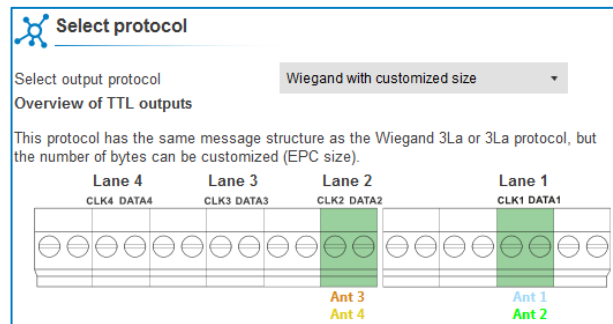 Select protocol
Select output protocol Wiegand with customized size
Overview of TTL outputs
This protocol has the same message structure as the Wiegand 3La or 3La protocol, but
the number of bytes can be customized (EPC size).
Lane 4 Lane 3 Lane 2 Lane 1
CLK4 DATA4 CLK3 DATA3 CLK2 DATA2 CLK1 DATA1
Ant 3 Ant 1
Ant 4 Ant 2